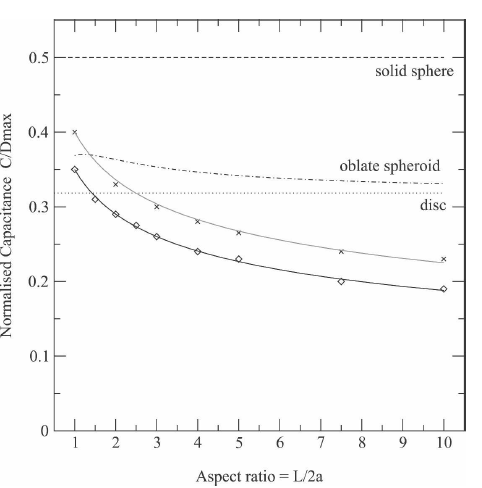 Normalised Capacitance C/Dmax
0.5
0.4
0.3
0.2
0.1
0
solid sphere
oblate spheroid
disc
1 2 3 4 5 6 7 8 9 10
Aspect ratio = L/2a